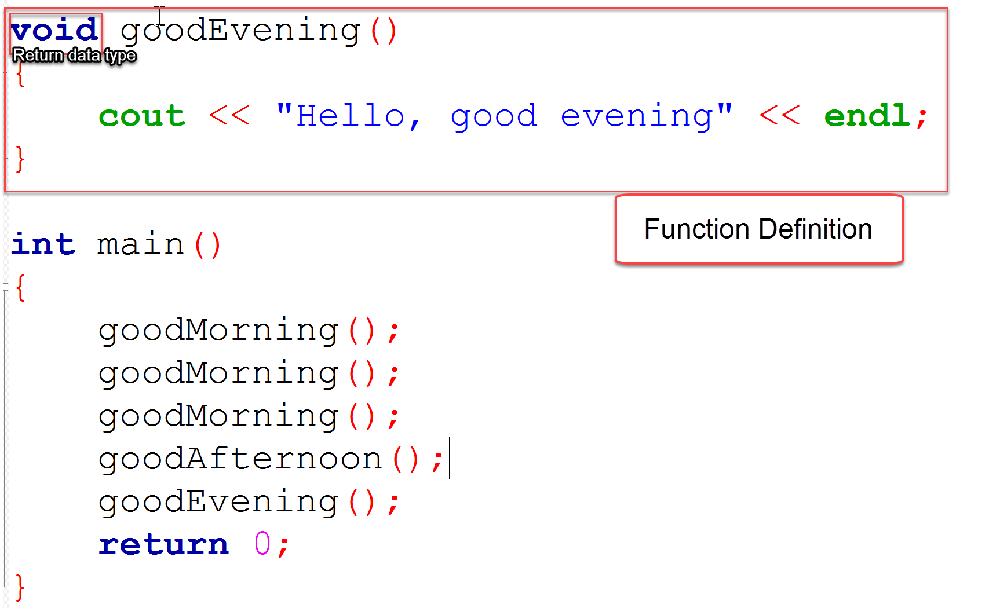 void goodEvening()
Return data type
{
cout << "Hello, good evening" << endl;
}
Function Definition
int main()
{
goodMorning();
goodMorning();
goodMorning();
goodAfternoon();
goodEvening();
return 0;
}